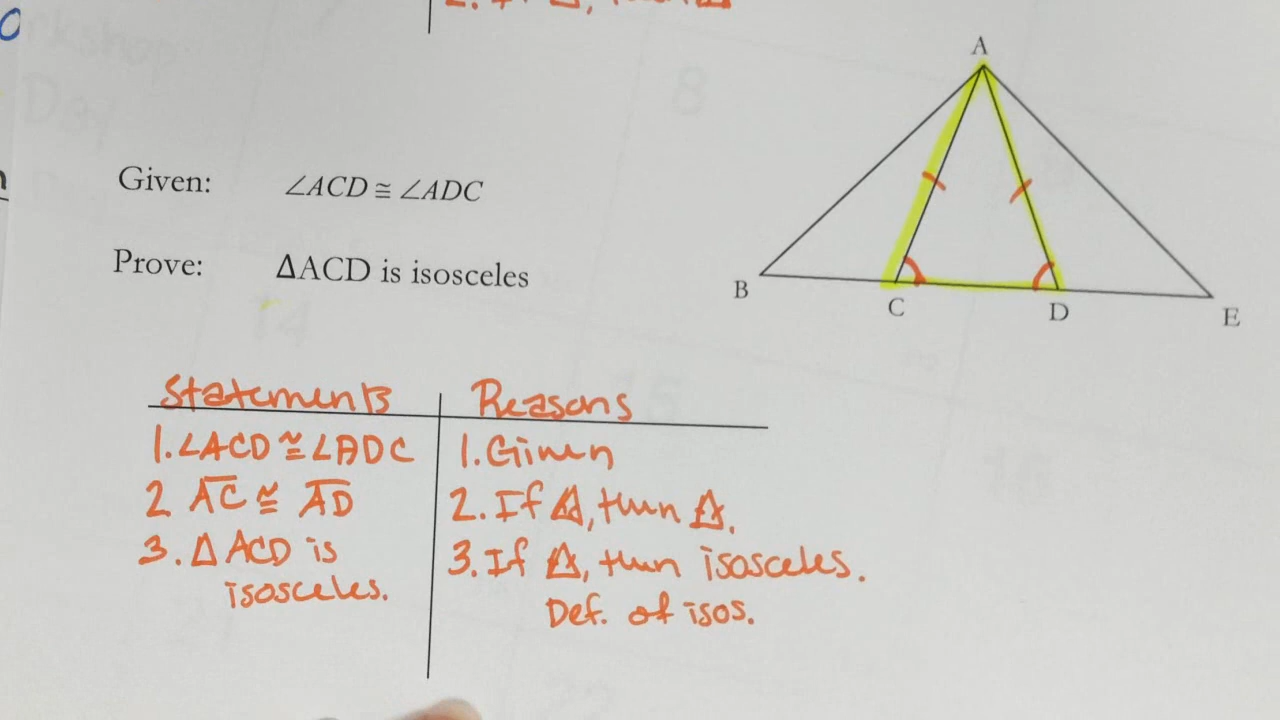 A
Given: ∠ACD ≅ ∠ADC
Prove: ΔACD is isosceles
B
C
D
E
Statements Reasons
1. ∠ACD ≅ ∠ADC 1. Given
2 AC ≅ AD 2. If △, then △.
3. Δ ACD is 3. If △, then isosceles.
isosceles. Def. of isos.